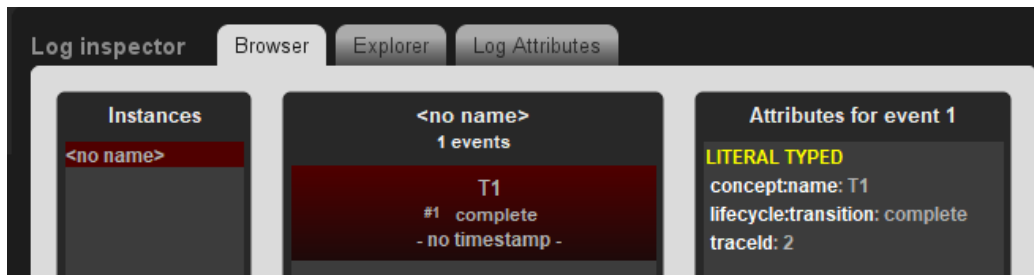 Log inspector Browser Explorer Log Attributes
Instances
<no name>
<no name>
1 events
T1
#1 complete
- no timestamp -
Attributes for event 1
LITERAL TYPED
concept:name: T1
lifecycle:transition: complete
traceId: 2